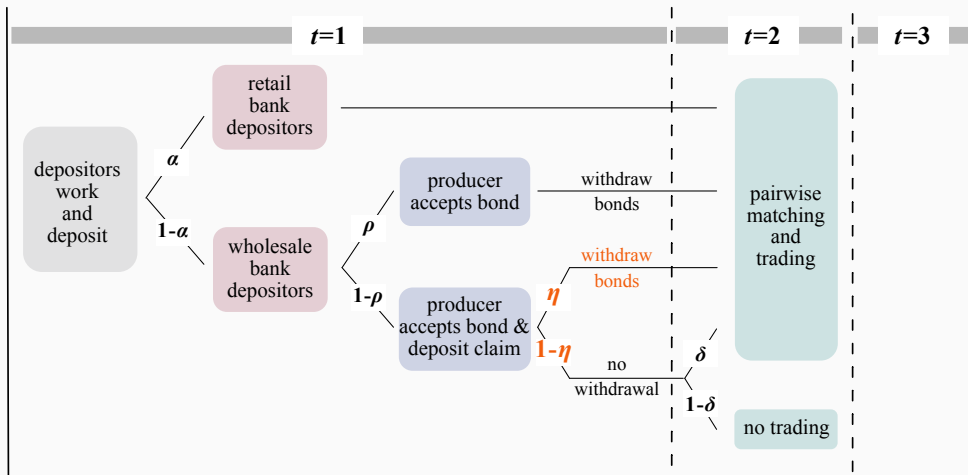 t=1
t=2
t=3
retail
bank
depositors
depositors
work
and
deposit
α
1-α
wholesale
bank
depositors
ρ
1-ρ
producer
accepts bond
withdraw
bonds
producer
accepts bond &
deposit claim
η
1-η
withdraw
bonds
no
withdrawal
δ
1-δ
pairwise
matching
and
trading
no trading